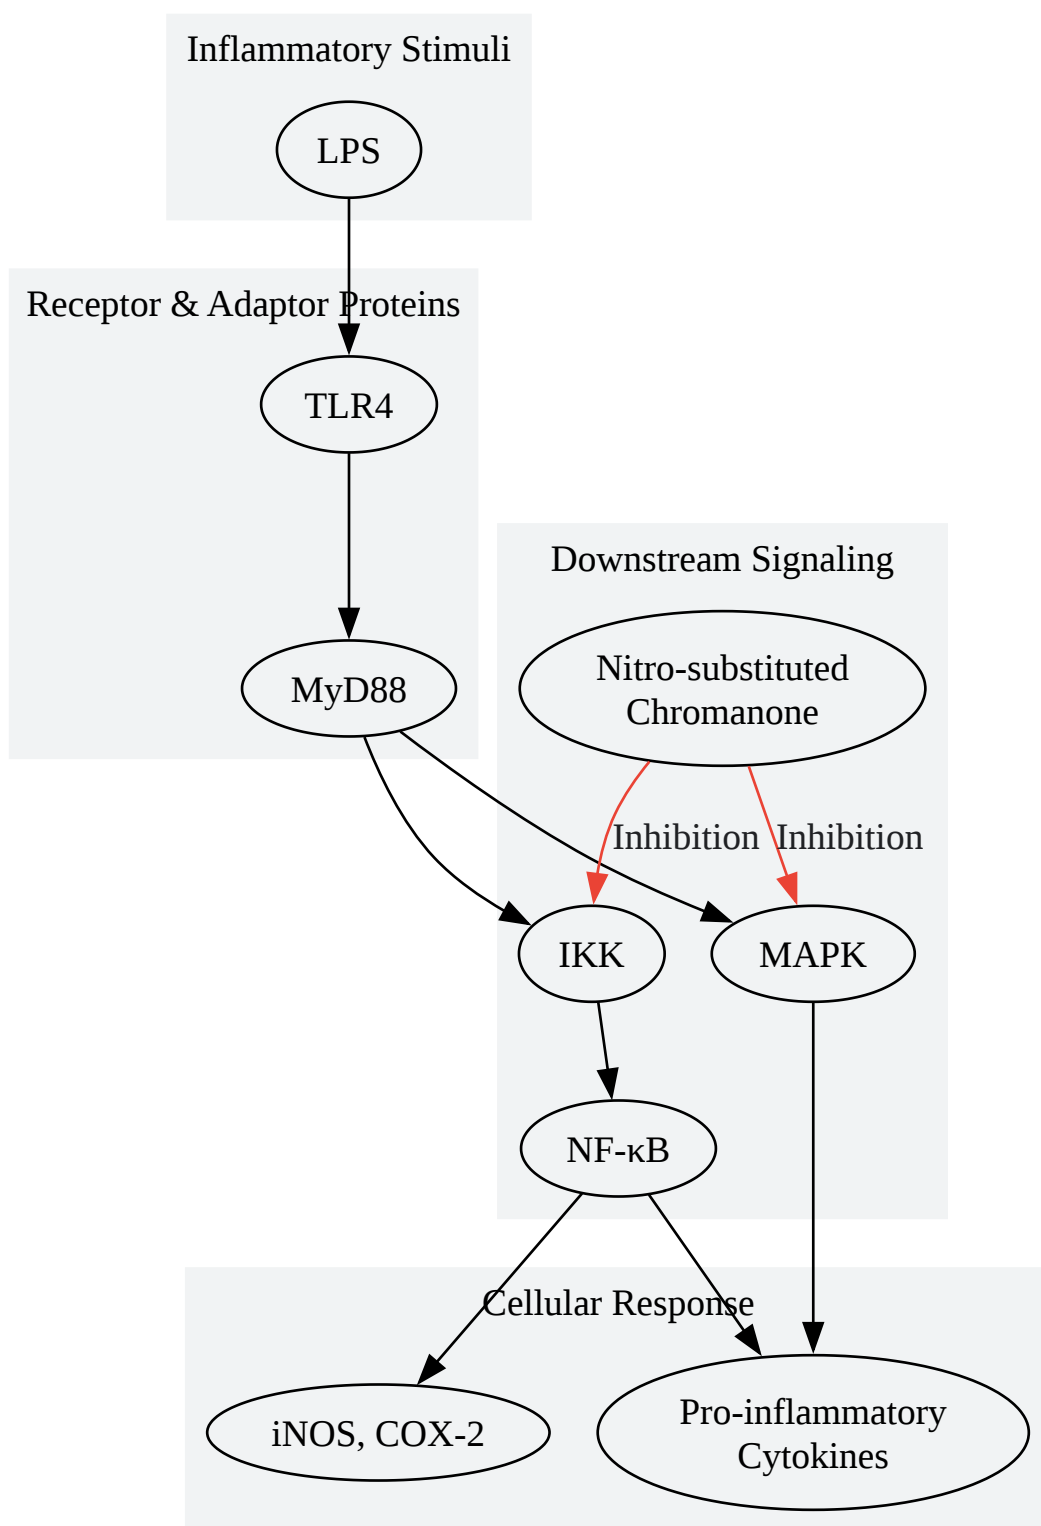 Inflammatory Stimuli
LPS
Receptor & Adaptor Proteins
TLR4
Downstream Signaling
MyD88
Nitro-substituted
Chromanone
Inhibition
Inhibition
IKK
MAPK
NF-κB
Cellular Response
iNOS, COX-2
Pro-inflammatory
Cytokines